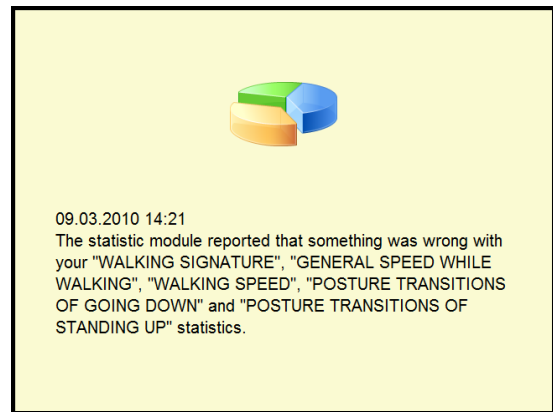 09.03.2010 14:21
The statistic module reported that something was wrong with
your "WALKING SIGNATURE", "GENERAL SPEED WHILE
WALKING", "WALKING SPEED", "POSTURE TRANSITIONS
OF GOING DOWN" and "POSTURE TRANSITIONS OF
STANDING UP" statistics.